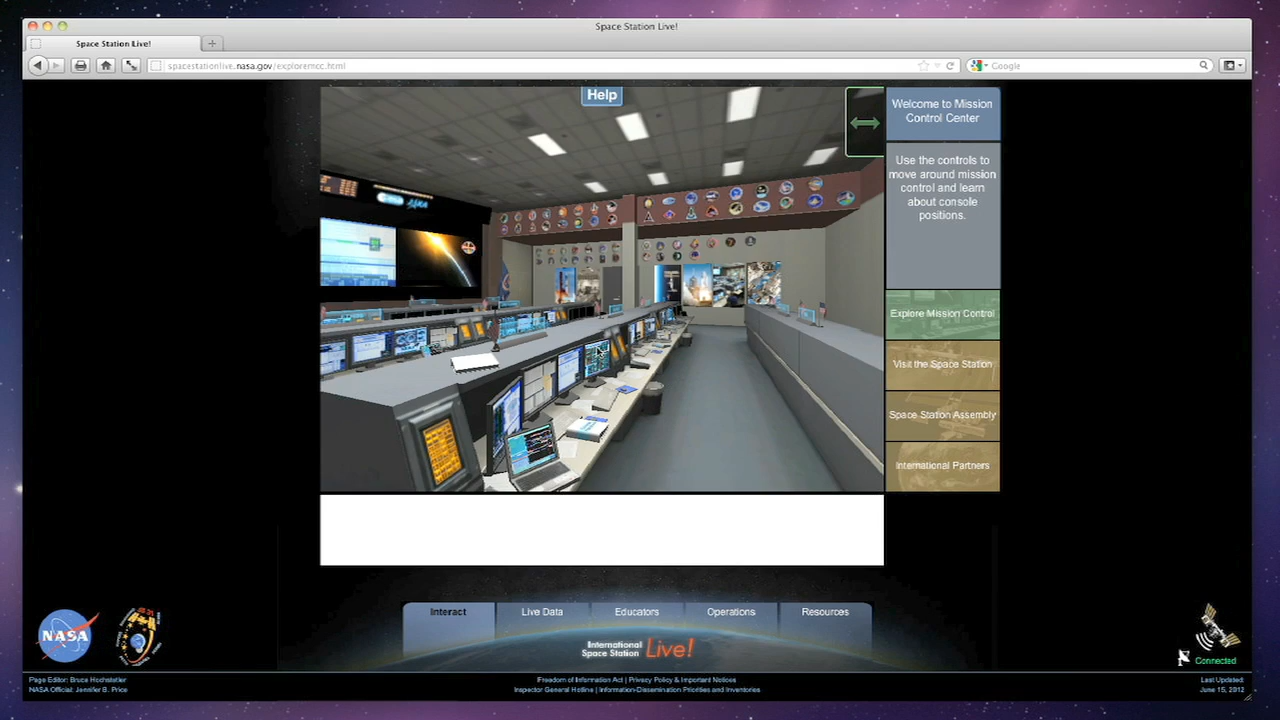 Space Station Live!
Space Station Live!
spacestationlive.nasa.gov/exploremcc.html
Google
Help
Welcome to Mission
Control Center
Use the controls to
move around mission
control and learn
about console
positions.
Explore Mission Control
Visit the Space Station
Space Station Assembly
International Partners
Interact
Live Data
Educators
Operations
Resources
International
Space Station Live!
NASA
Connected
Page Editor: Bruce Hochstetler
NASA Official: Jennifer B. Price
Freedom of Information Act | Privacy Policy & Important Notices
Inspector General Hotline | Information-Dissemination Priorities and Inventories
Last Updated:
June 15, 2012